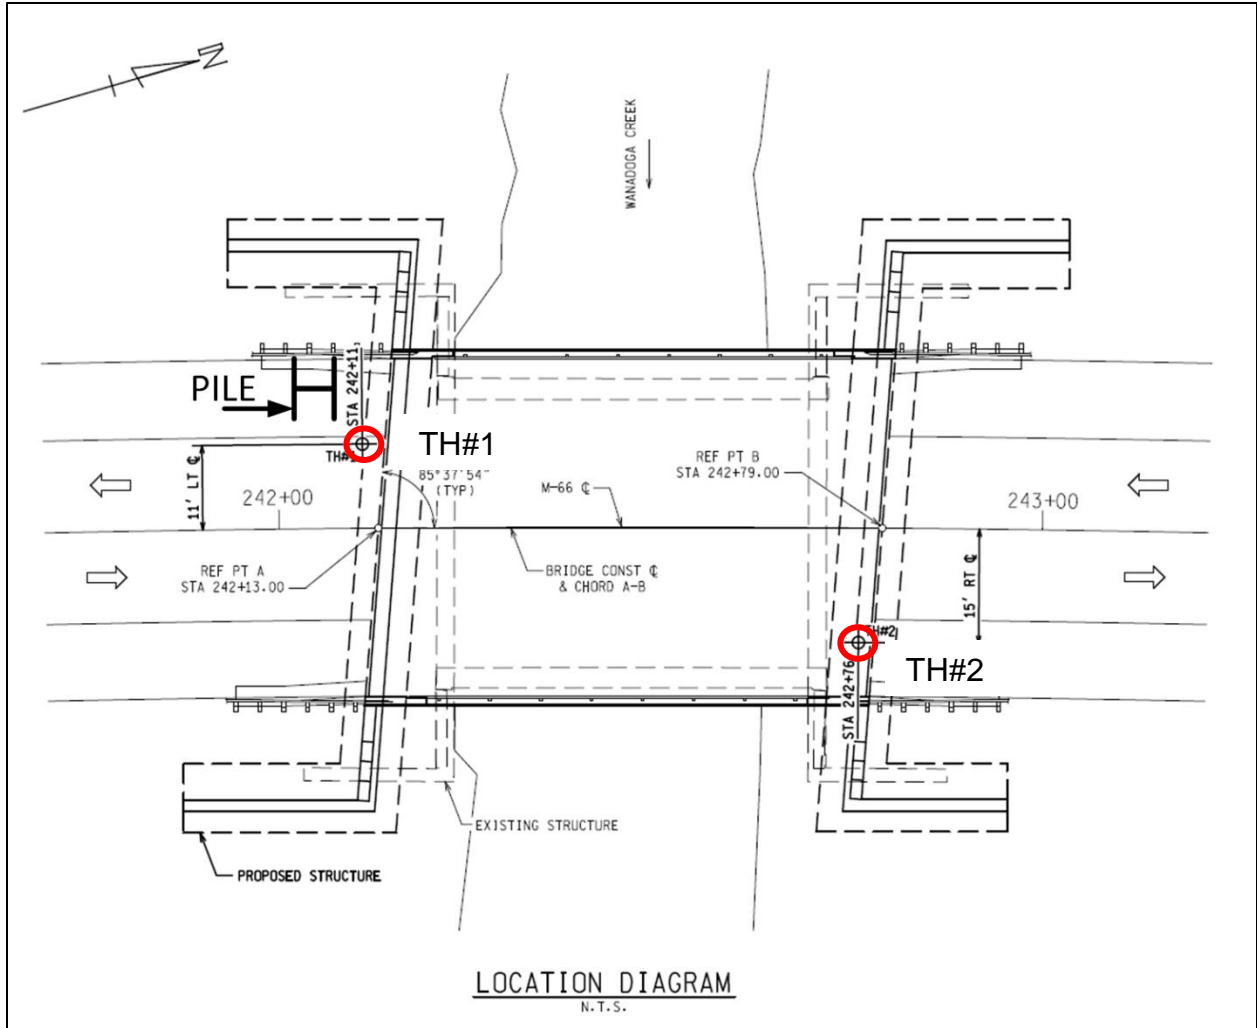 N
WANADOGA CREEK
PILE
STA 242+11
TH#1
85°37'54"
(TYP)
REF PT B
STA 242+79.00
M-66 ℄
11' LT ℄
242+00
243+00
REF PT A
STA 242+13.00
BRIDGE CONST ℄
& CHORD A-B
15' RT ℄
TH#2
TH#2
STA 242+76
EXISTING STRUCTURE
PROPOSED STRUCTURE
LOCATION DIAGRAM
N.T.S.